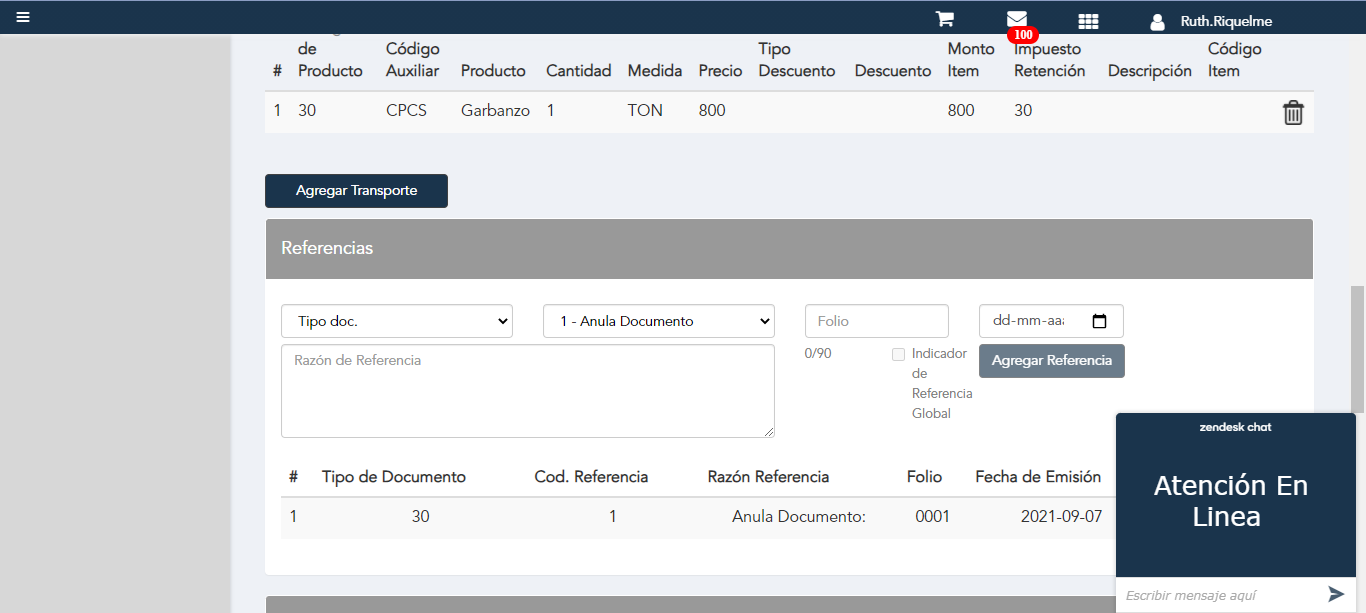 Ruth.Riquelme
100
# de Producto Código Auxiliar Producto Cantidad Medida Precio Tipo Descuento Descuento Monto Item Impuesto Retención Descripción Código Item
1 30 CPCS Garbanzo 1 TON 800 800 30
Agregar Transporte
Referencias
Tipo doc. 1 - Anula Documento Folio dd-mm-aaa
Razón de Referencia
0/90
Indicador
de
Referencia
Global
Agregar Referencia
# Tipo de Documento Cod. Referencia Razón Referencia Folio Fecha de Emisión
1 30 1 Anula Documento: 0001 2021-09-07
zendesk chat
Atención En
Linea
Escribir mensaje aquí